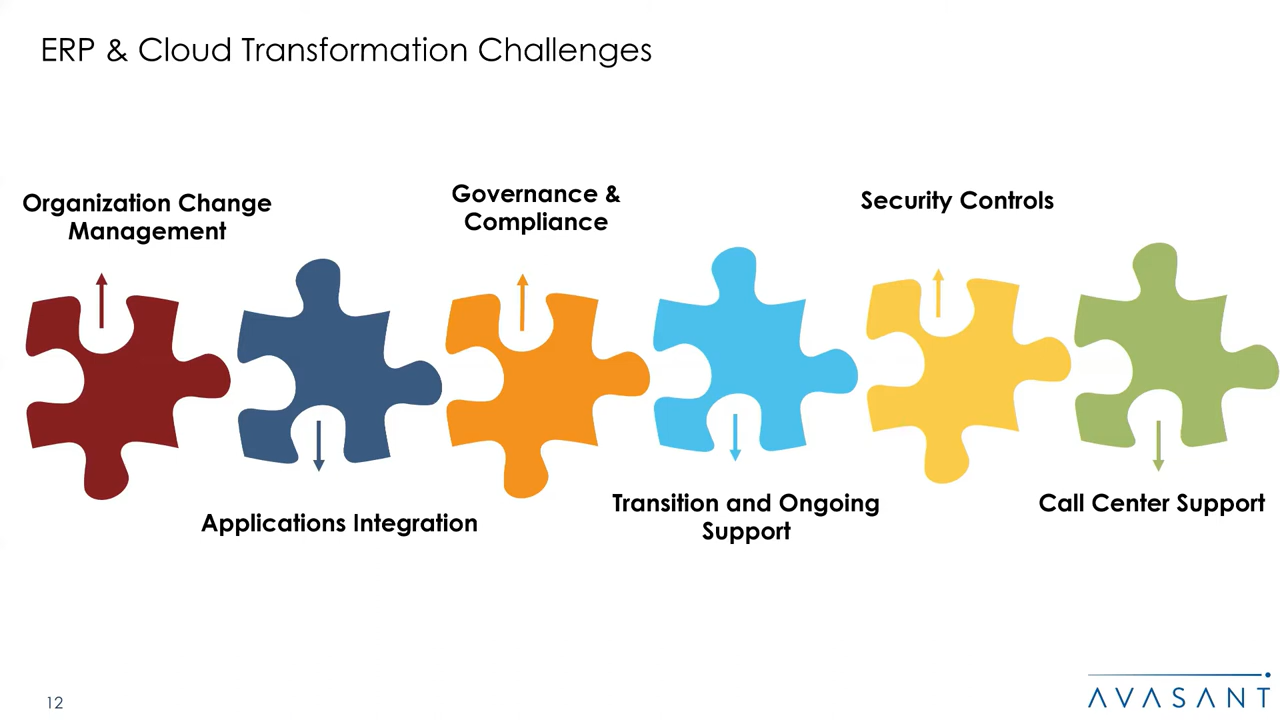 ERP & Cloud Transformation Challenges
Organization Change
Management
Governance &
Compliance
Security Controls
Applications Integration
Transition and Ongoing
Support
Call Center Support
12
AVASANT